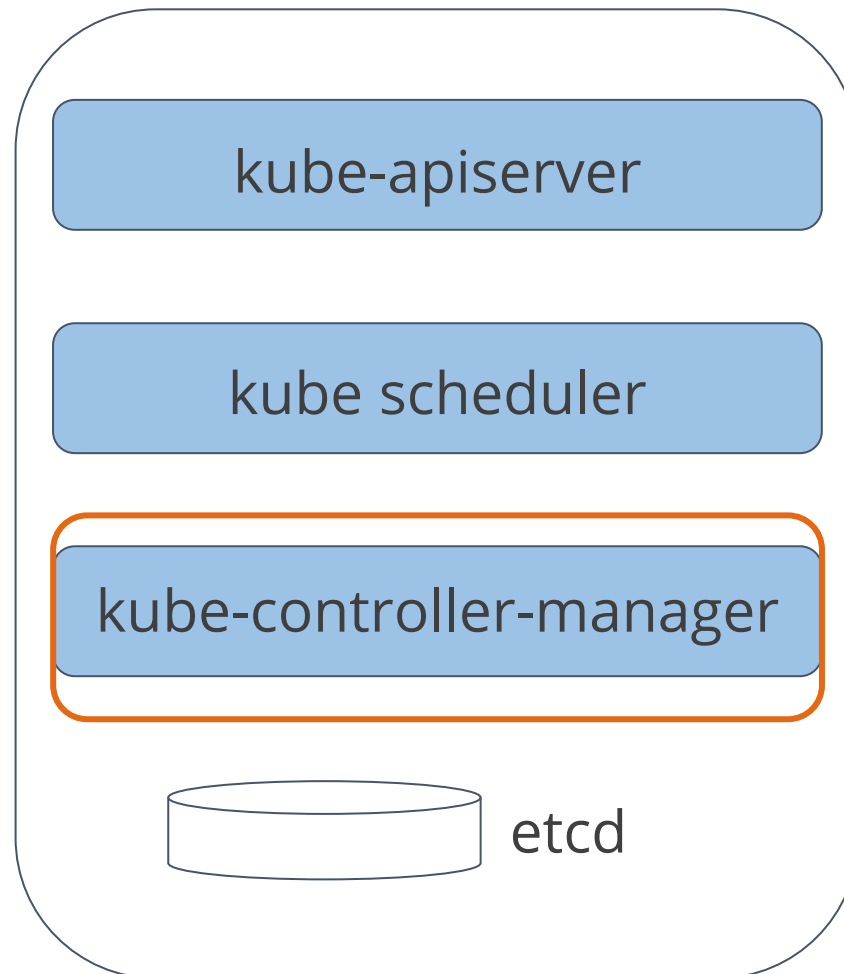 kube-apiserver
kube scheduler
kube-controller-manager
etcd